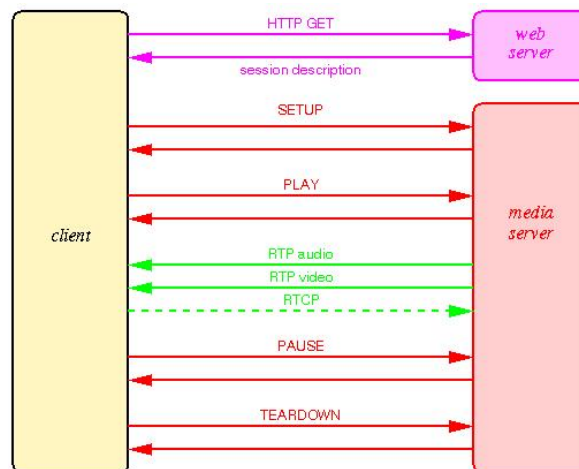 HTTP GET
web
server
session description
SETUP
PLAY
client
media
server
RTP audio
RTP video
RTCP
PAUSE
TEARDOWN